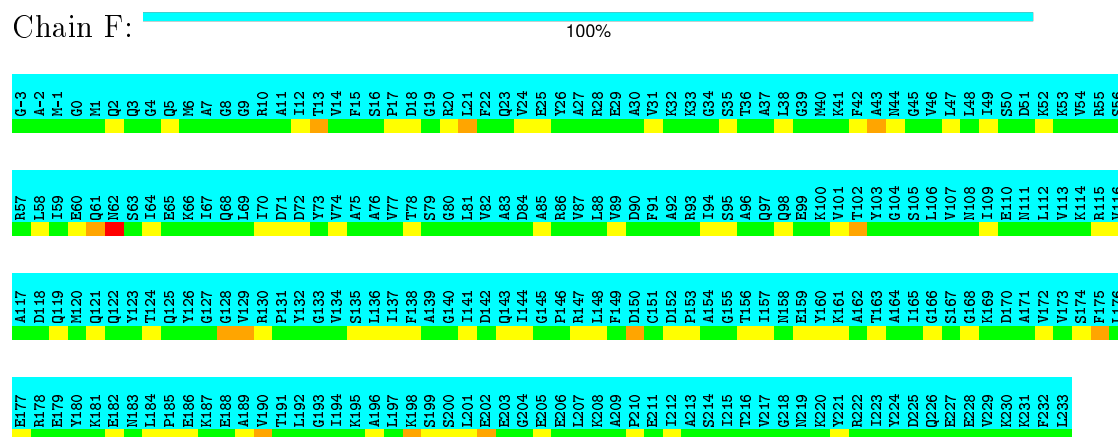 Chain F:
100%
G-3 A-2 M-1 G0 M1 Q2 Q3 G4 Q5 M6 A7 G8 G9 R10 A11 I12 T13 V14 F15 S16 P17 D18 G19 R20 L21 F22 Q23 V24 E25 Y26 A27 R28 E29 A30 V31 K32 K33 G34 S35 T36 A37 L38 G39 M40 K41 F42 A43 N44 G45 V46 L47 L48 I49 S50 D51 K52 K53 V54 R55 S56
R57 L58 I59 E60 Q61 N62 S63 I64 E65 K66 I67 Q68 L69 I70 D71 D72 Y73 V74 A75 A76 V77 T78 S79 G80 L81 V82 A83 D84 A85 R86 V87 L88 V89 D90 F91 A92 R93 I94 S95 A96 Q97 Q98 E99 K100 V101 T102 Y103 G104 S105 L106 V107 N108 I109 E110 N111 L112 V113 K114 R115 V116
A117 D118 Q119 M120 Q121 Q122 Y123 T124 Q125 Y126 G127 G128 V129 R130 P131 Y132 G133 V134 S135 L136 I137 F138 A139 G140 I141 D142 Q143 I144 G145 P146 R147 L148 F149 D150 C151 D152 P153 A154 G155 T156 I157 N158 E159 Y160 K161 A162 T163 A164 I165 G166 S167 G168 K169 D170 A171 V172 V173 S174 F175 L176
E177 R178 E179 Y180 K181 E182 N183 L184 P185 E186 K187 E188 A189 V190 T191 L192 G193 I194 K195 A196 L197 K198 S199 S200 L201 E202 E203 G204 E205 E206 L207 K208 A209 P210 E211 I212 A213 S214 I215 T216 V217 G218 N219 K220 Y221 R222 I223 Y224 D225 Q226 E227 E228 V229 K230 K231 F232 L233